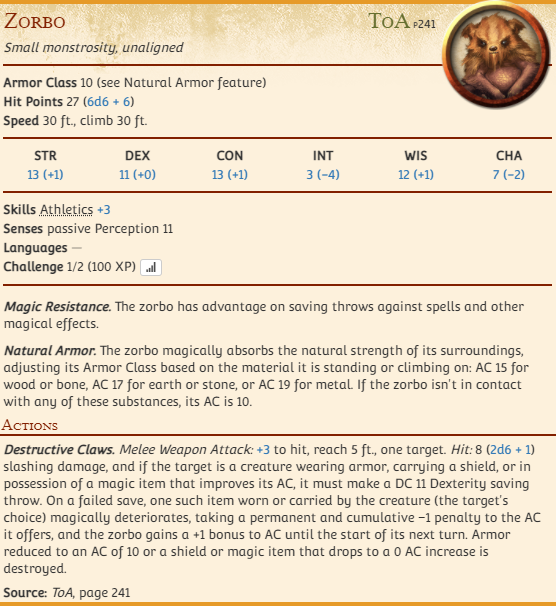 Zorbo ToA p241
Small monstrosity, unaligned
Armor Class 10 (see Natural Armor feature)
Hit Points 27 (6d6 + 6)
Speed 30 ft., climb 30 ft.
STR DEX CON INT WIS CHA
13 (+1) 11 (+0) 13 (+1) 3 (−4) 12 (+1) 7 (−2)
Skills Athletics +3
Senses passive Perception 11
Languages —
Challenge 1/2 (100 XP)
Magic Resistance. The zorbo has advantage on saving throws against spells and other
magical effects.
Natural Armor. The zorbo magically absorbs the natural strength of its surroundings,
adjusting its Armor Class based on the material it is standing or climbing on: AC 15 for
wood or bone, AC 17 for earth or stone, or AC 19 for metal. If the zorbo isn't in contact
with any of these substances, its AC is 10.
Actions
Destructive Claws. Melee Weapon Attack: +3 to hit, reach 5 ft., one target. Hit: 8 (2d6 + 1)
slashing damage, and if the target is a creature wearing armor, carrying a shield, or in
possession of a magic item that improves its AC, it must make a DC 11 Dexterity saving
throw. On a failed save, one such item worn or carried by the creature (the target's
choice) magically deteriorates, taking a permanent and cumulative −1 penalty to the AC
it offers, and the zorbo gains a +1 bonus to AC until the start of its next turn. Armor
reduced to an AC of 10 or a shield or magic item that drops to a 0 AC increase is
destroyed.
Source: ToA, page 241